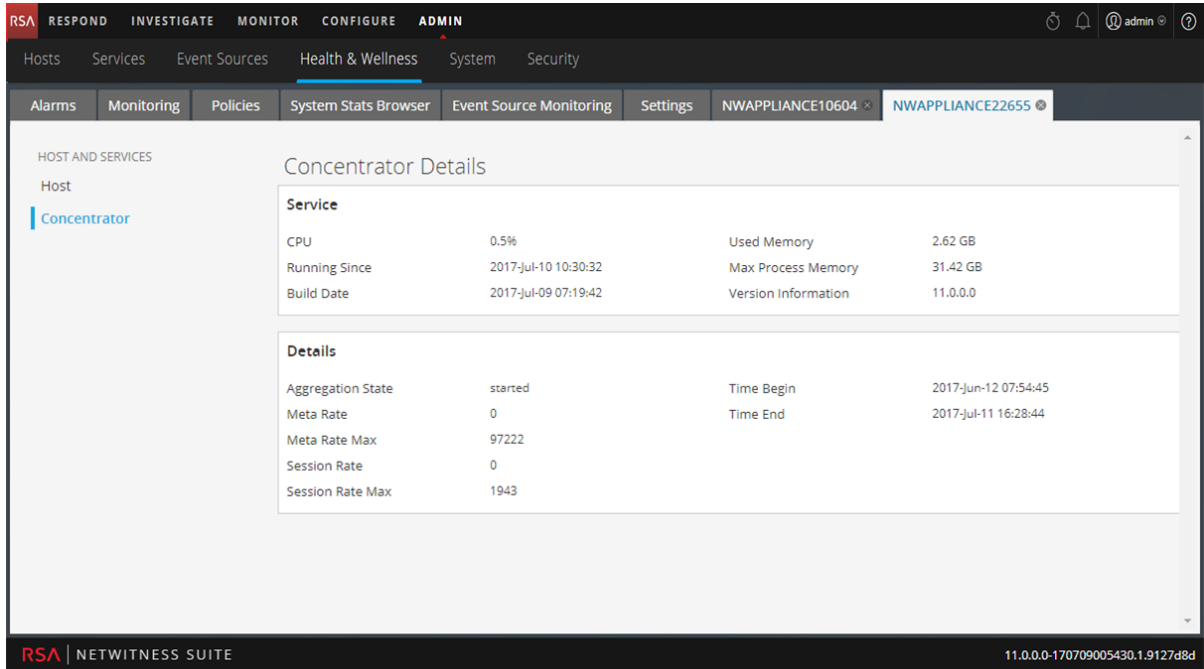 RSA RESPOND INVESTIGATE MONITOR CONFIGURE ADMIN admin
Hosts Services Event Sources Health & Wellness System Security
Alarms Monitoring Policies System Stats Browser Event Source Monitoring Settings NWAPPLIANCE10604 NWAPPLIANCE22655
HOST AND SERVICES
Host
Concentrator
Concentrator Details
Service
CPU 0.5% Used Memory 2.62 GB
Running Since 2017-Jul-10 10:30:32 Max Process Memory 31.42 GB
Build Date 2017-Jul-09 07:19:42 Version Information 11.0.0.0
Details
Aggregation State started Time Begin 2017-Jun-12 07:54:45
Meta Rate 0 Time End 2017-Jul-11 16:28:44
Meta Rate Max 97222
Session Rate 0
Session Rate Max 1943
RSA NETWITNESS SUITE 11.0.0.0-170709005430.1.9127d8d